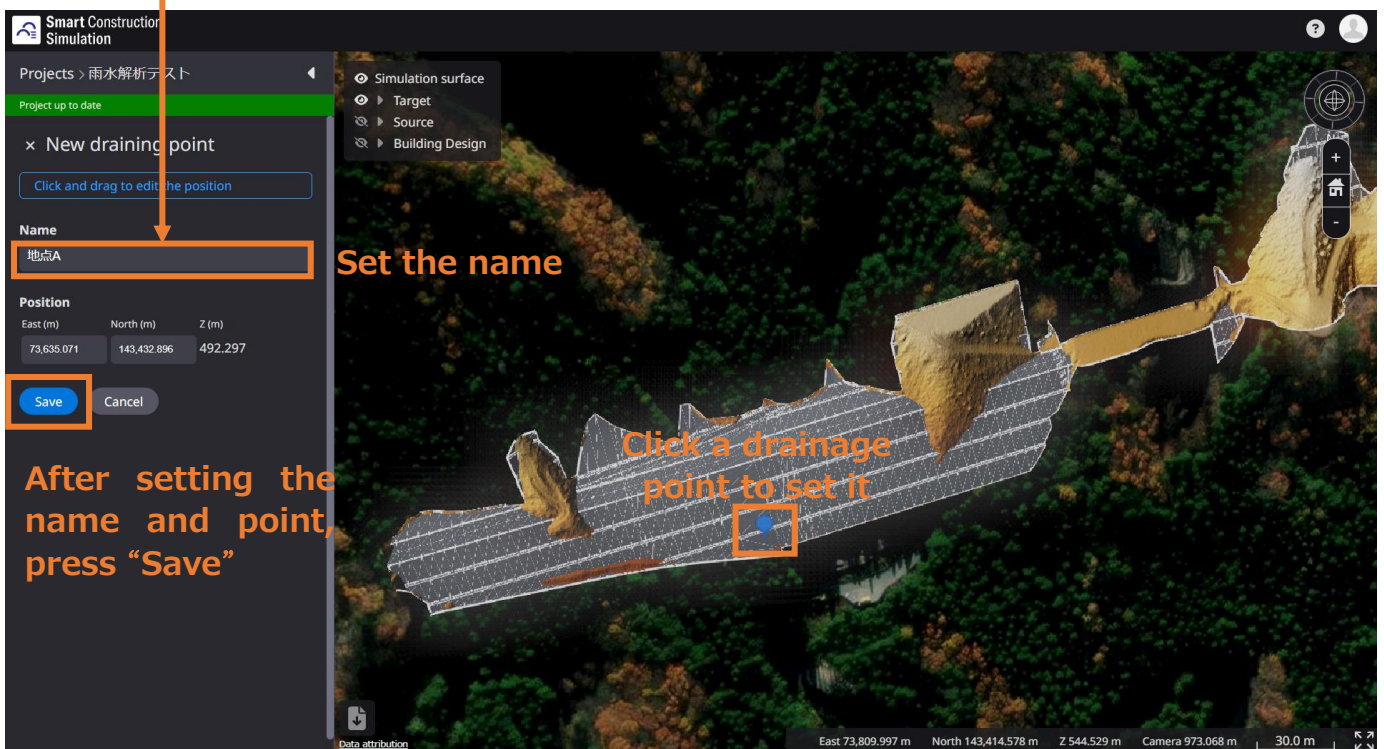 Smart Construction
Simulation
?
Projects > 雨水解析テスト
Project up to date
× New draining point
Click and drag to edit the position
Name
地点A
Position
East (m) North (m) Z (m)
73,635.071 143,432.896 492.297
Save Cancel
After setting the
name and point,
press “Save”
Simulation surface
Target
Source
Building Design
Set the name
Click a drainage
point to set it
+
-
Data attribution
East 73,809.997 m North 143,414.578 m Z 544.529 m Camera 973.068 m 30.0 m